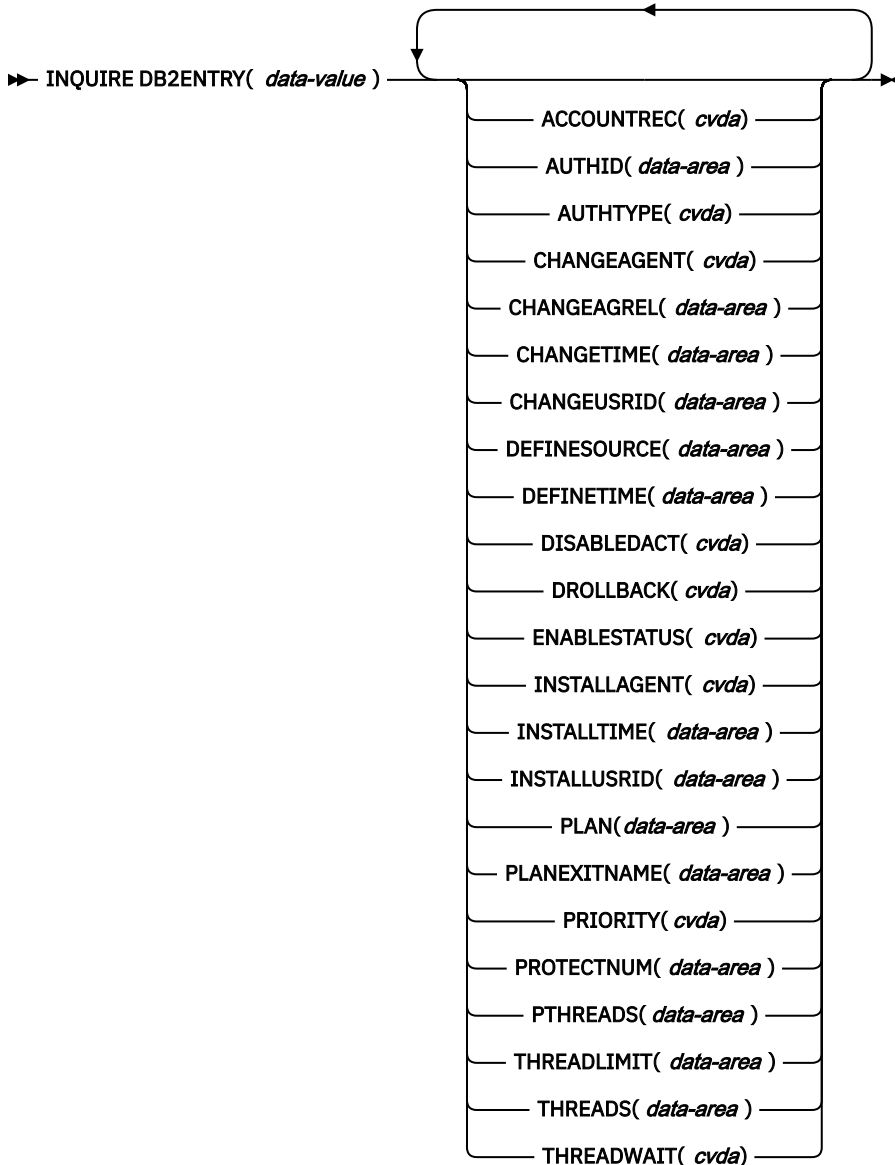 INQUIRE DB2ENTRY( data-value )
ACCOUNTREC( cvda)
AUTHID( data-area )
AUTHTYPE( cvda)
CHANGEAGENT( cvda)
CHANGEAGREL( data-area )
CHANGETIME( data-area )
CHANGEUSRID( data-area )
DEFINESOURCE( data-area )
DEFINETIME( data-area )
DISABLEDACT( cvda)
DROLLBACK( cvda)
ENABLESTATUS( cvda)
INSTALLAGENT( cvda)
INSTALLTIME( data-area )
INSTALLUSRID( data-area )
PLAN(data-area )
PLANEXITNAME( data-area )
PRIORITY( cvda)
PROTECTNUM( data-area )
PTHREADS( data-area )
THREADLIMIT( data-area )
THREADS( data-area )
THREADWAIT( cvda)